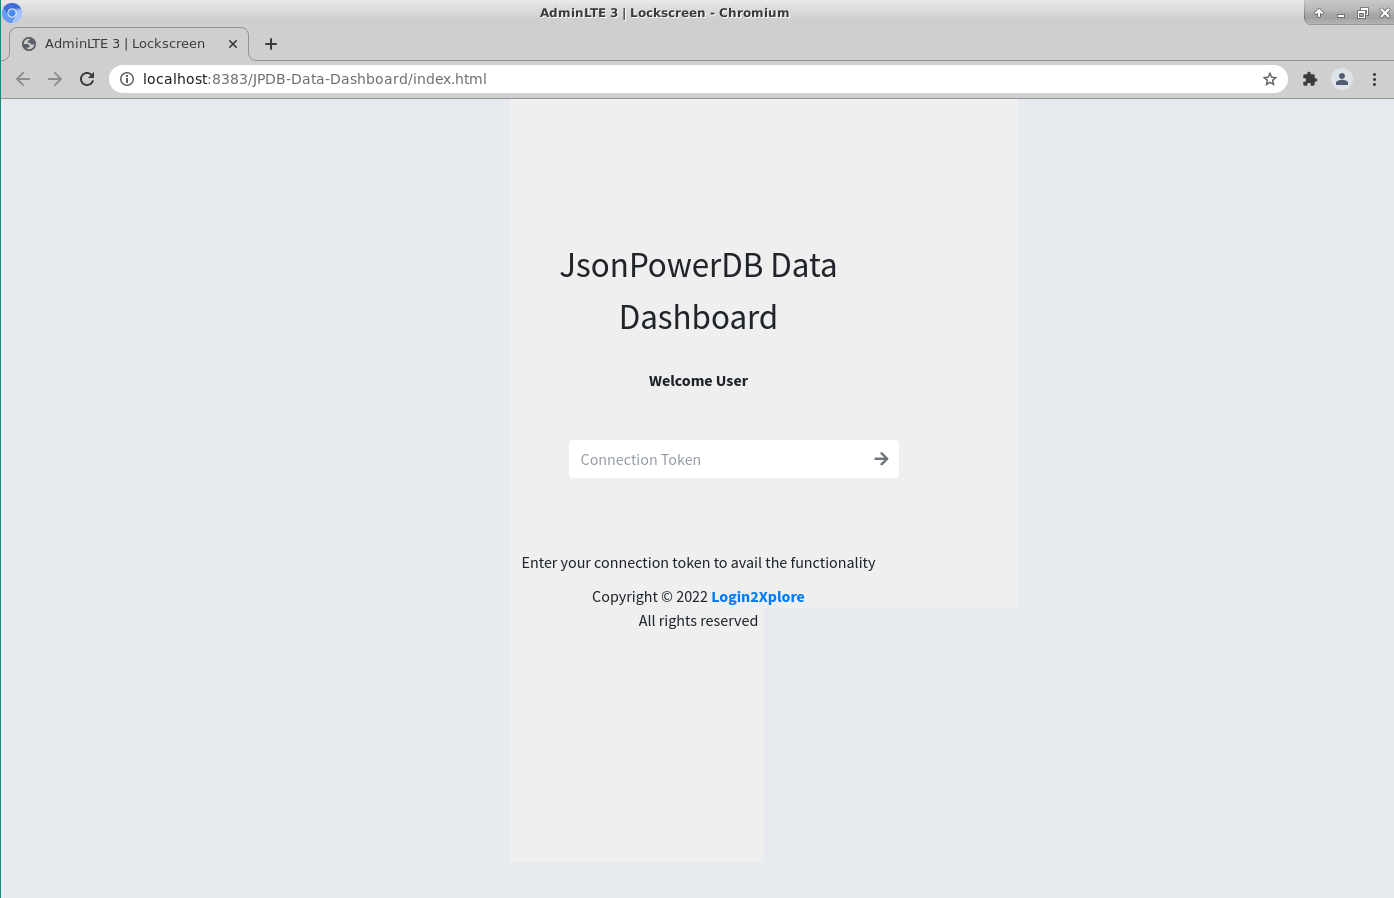 AdminLTE 3 | Lockscreen - Chromium
AdminLTE 3 | Lockscreen
localhost:8383/JPDB-Data-Dashboard/index.html
JsonPowerDB Data
Dashboard
Welcome User
Connection Token
Enter your connection token to avail the functionality
Copyright © 2022 Login2Xplore
All rights reserved